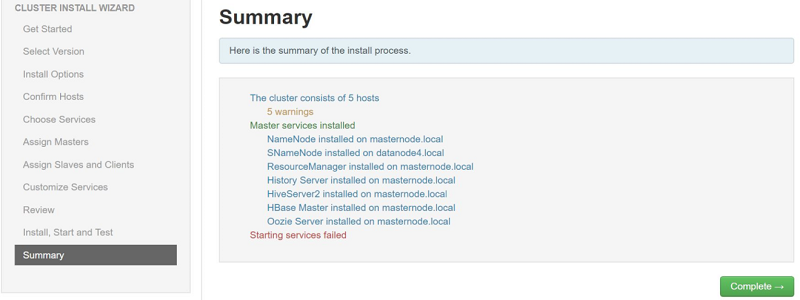 CLUSTER INSTALL WIZARD
Get Started
Select Version
Install Options
Confirm Hosts
Choose Services
Assign Masters
Assign Slaves and Clients
Customize Services
Review
Install, Start and Test
Summary
Summary
Here is the summary of the install process.
The cluster consists of 5 hosts
5 warnings
Master services installed
NameNode installed on masternode.local
SNameNode installed on datanode4.local
ResourceManager installed on masternode.local
History Server installed on masternode.local
HiveServer2 installed on masternode.local
HBase Master installed on masternode.local
Oozie Server installed on masternode.local
Starting services failed
Complete →